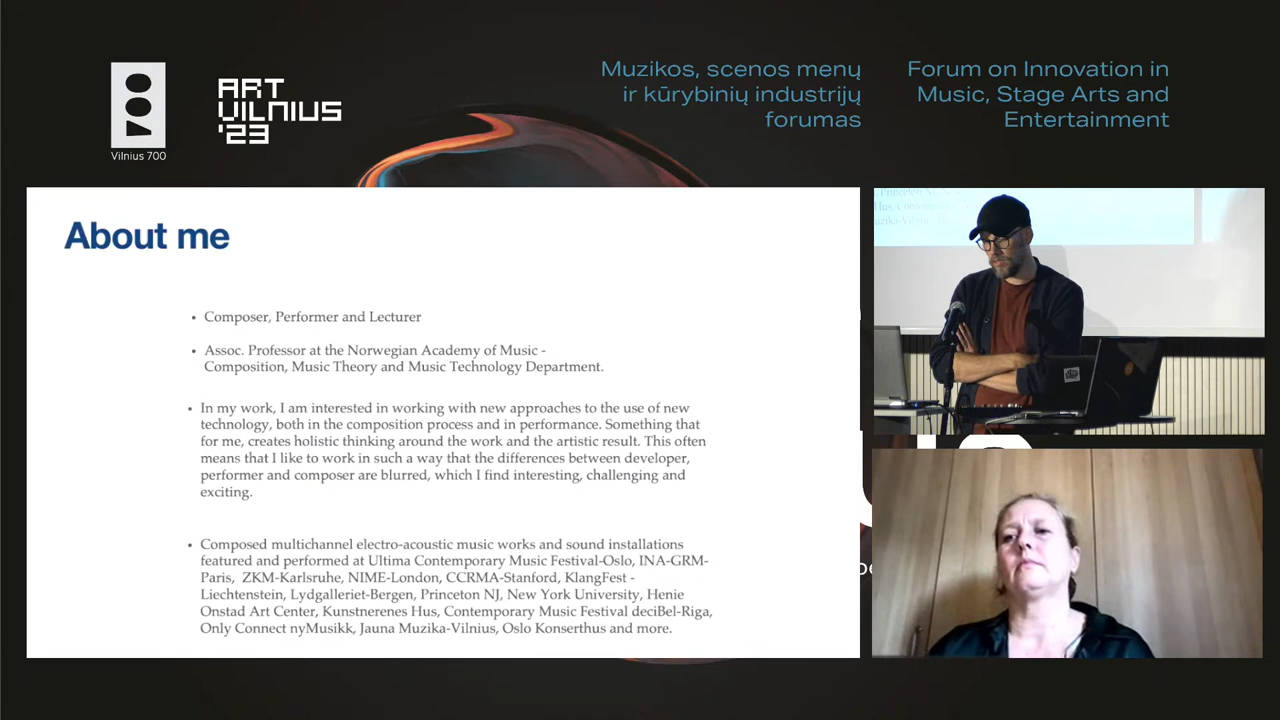 Vilnius 700
ART
VILNIUS
'23
Muzikos, scenos menų
ir kūrybinių industrijų
forumas
Forum on Innovation in
Music, Stage Arts and
Entertainment
About me
• Composer, Performer and Lecturer
• Assoc. Professor at the Norwegian Academy of Music -
Composition, Music Theory and Music Technology Department.
• In my work, I am interested in working with new approaches to the use of new
technology, both in the composition process and in performance. Something that
for me, creates holistic thinking around the work and the artistic result. This often
means that I like to work in such a way that the differences between developer,
performer and composer are blurred, which I find interesting, challenging and
exciting.
• Composed multichannel electro-acoustic music works and sound installations
featured and performed at Ultima Contemporary Music Festival-Oslo, INA-GRM-
Paris, ZKM-Karlsruhe, NIME-London, CCRMA-Stanford, KlangFest -
Liechtenstein, Lydgalleriet-Bergen, Princeton NJ, New York University, Henie
Onstad Art Center, Kunstnerenes Hus, Contemporary Music Festival deciBel-Riga,
Only Connect nyMusikk, Jauna Muzika-Vilnius, Oslo Konserthus and more.